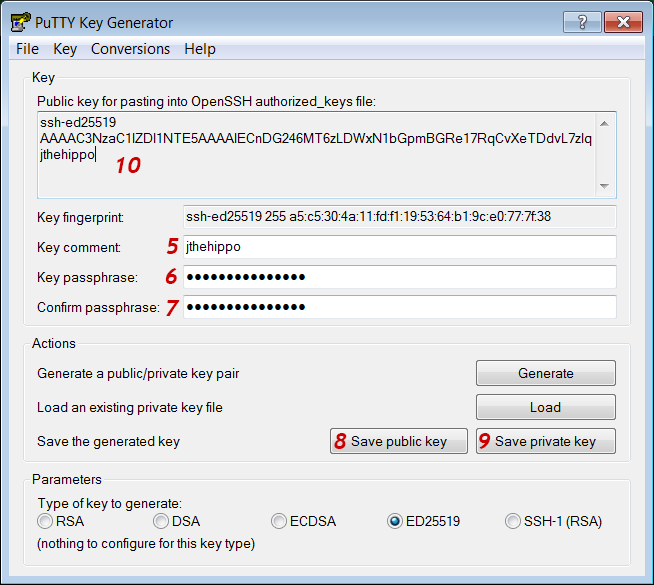 PuTTY Key Generator
File Key Conversions Help
Key
Public key for pasting into OpenSSH authorized_keys file:
ssh-ed25519
AAAAC3NzaC1lZDI1NTE5AAAAIECnDG246MT6zLDWxN1bGpmBGRe17RqCvXeTDdvL7zlq
jthehippo
10
Key fingerprint: ssh-ed25519 255 a5:c5:30:4a:11:fd:f1:19:53:64:b1:9c:e0:77:7f:38
Key comment: 5 jthehippo
Key passphrase: 6 ●●●●●●●●●●●●●●●
Confirm passphrase: 7 ●●●●●●●●●●●●●●●
Actions
Generate a public/private key pair Generate
Load an existing private key file Load
Save the generated key 8 Save public key 9 Save private key
Parameters
Type of key to generate:
RSA DSA ECDSA ED25519 SSH-1 (RSA)
(nothing to configure for this key type)